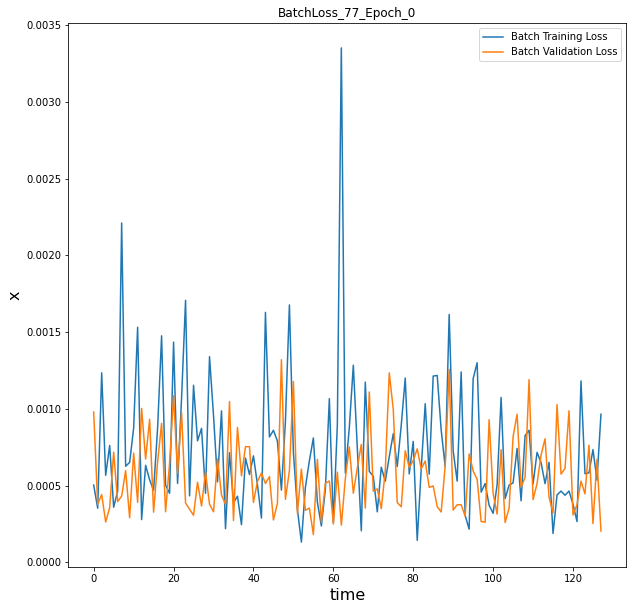 BatchLoss_77_Epoch_0
Batch Training Loss
Batch Validation Loss
0.0035
0.0030
0.0025
0.0020
0.0015
0.0010
0.0005
0.0000
x
0 20 40 60 80 100 120
time